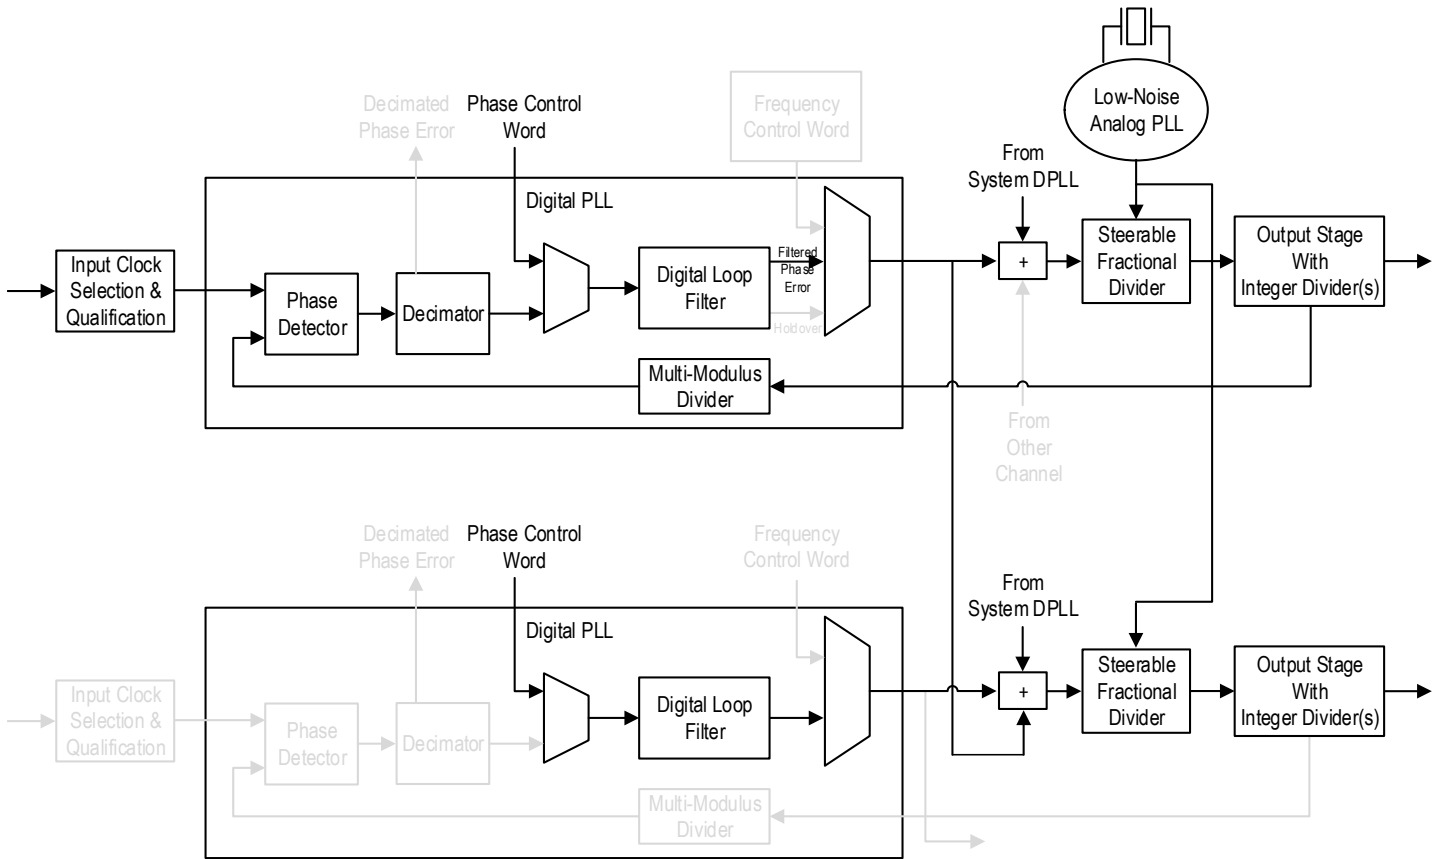 Low-Noise
Analog PLL
Decimated
Phase Error
Phase Control
Word
Frequency
Control Word
From
System DPLL
Digital PLL
Input Clock
Selection &
Qualification
Phase
Detector
Decimator
Digital Loop
Filter
Filtered
Phase
Error
Holdover
+
Steerable
Fractional
Divider
Output Stage
With
Integer Divider(s)
Multi-Modulus
Divider
From
Other
Channel
Decimated
Phase Error
Phase Control
Word
Frequency
Control Word
From
System DPLL
Digital PLL
Input Clock
Selection &
Qualification
Phase
Detector
Decimator
Digital Loop
Filter
+
Steerable
Fractional
Divider
Output Stage
With
Integer Divider(s)
Multi-Modulus
Divider